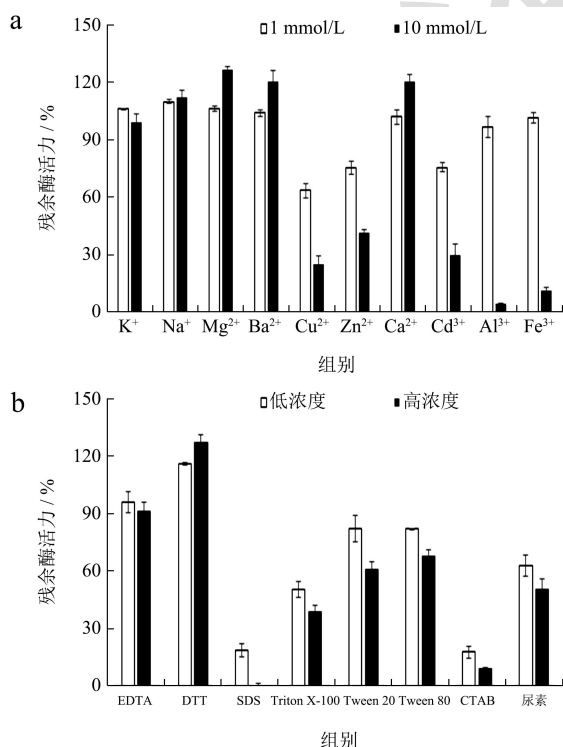 a
□1 mmol/L ■10 mmol/L
残余酶活力 / %
150
120
90
60
30
0
K⁺ Na⁺ Mg²⁺ Ba²⁺ Cu²⁺ Zn²⁺ Ca²⁺ Cd³⁺ Al³⁺ Fe³⁺
组别
b
□低浓度 ■高浓度
残余酶活力 / %
150
120
90
60
30
0
EDTA DTT SDS Triton X-100 Tween 20 Tween 80 CTAB 尿素
组别